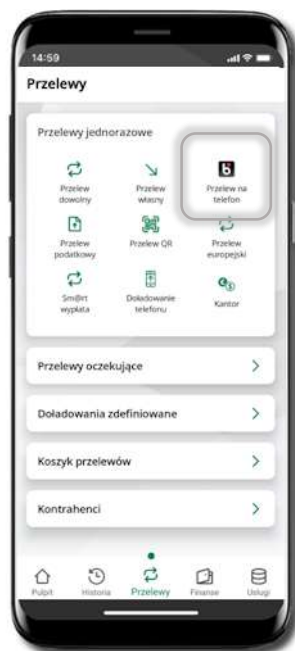 14:59
Przelewy
Przelewy jednorazowe
Przelew dowolny
Przelew własny
Przelew na telefon
Przelew podatkowy
Przelew QR
Przelew europejski
Sm@rt wypłata
Doładowanie telefonu
Kantor
Przelewy oczekujące
Doładowania zdefiniowane
Koszyk przelewów
Kontrahenci
Pulpit
Historia
Przelewy
Finanse
Usługi